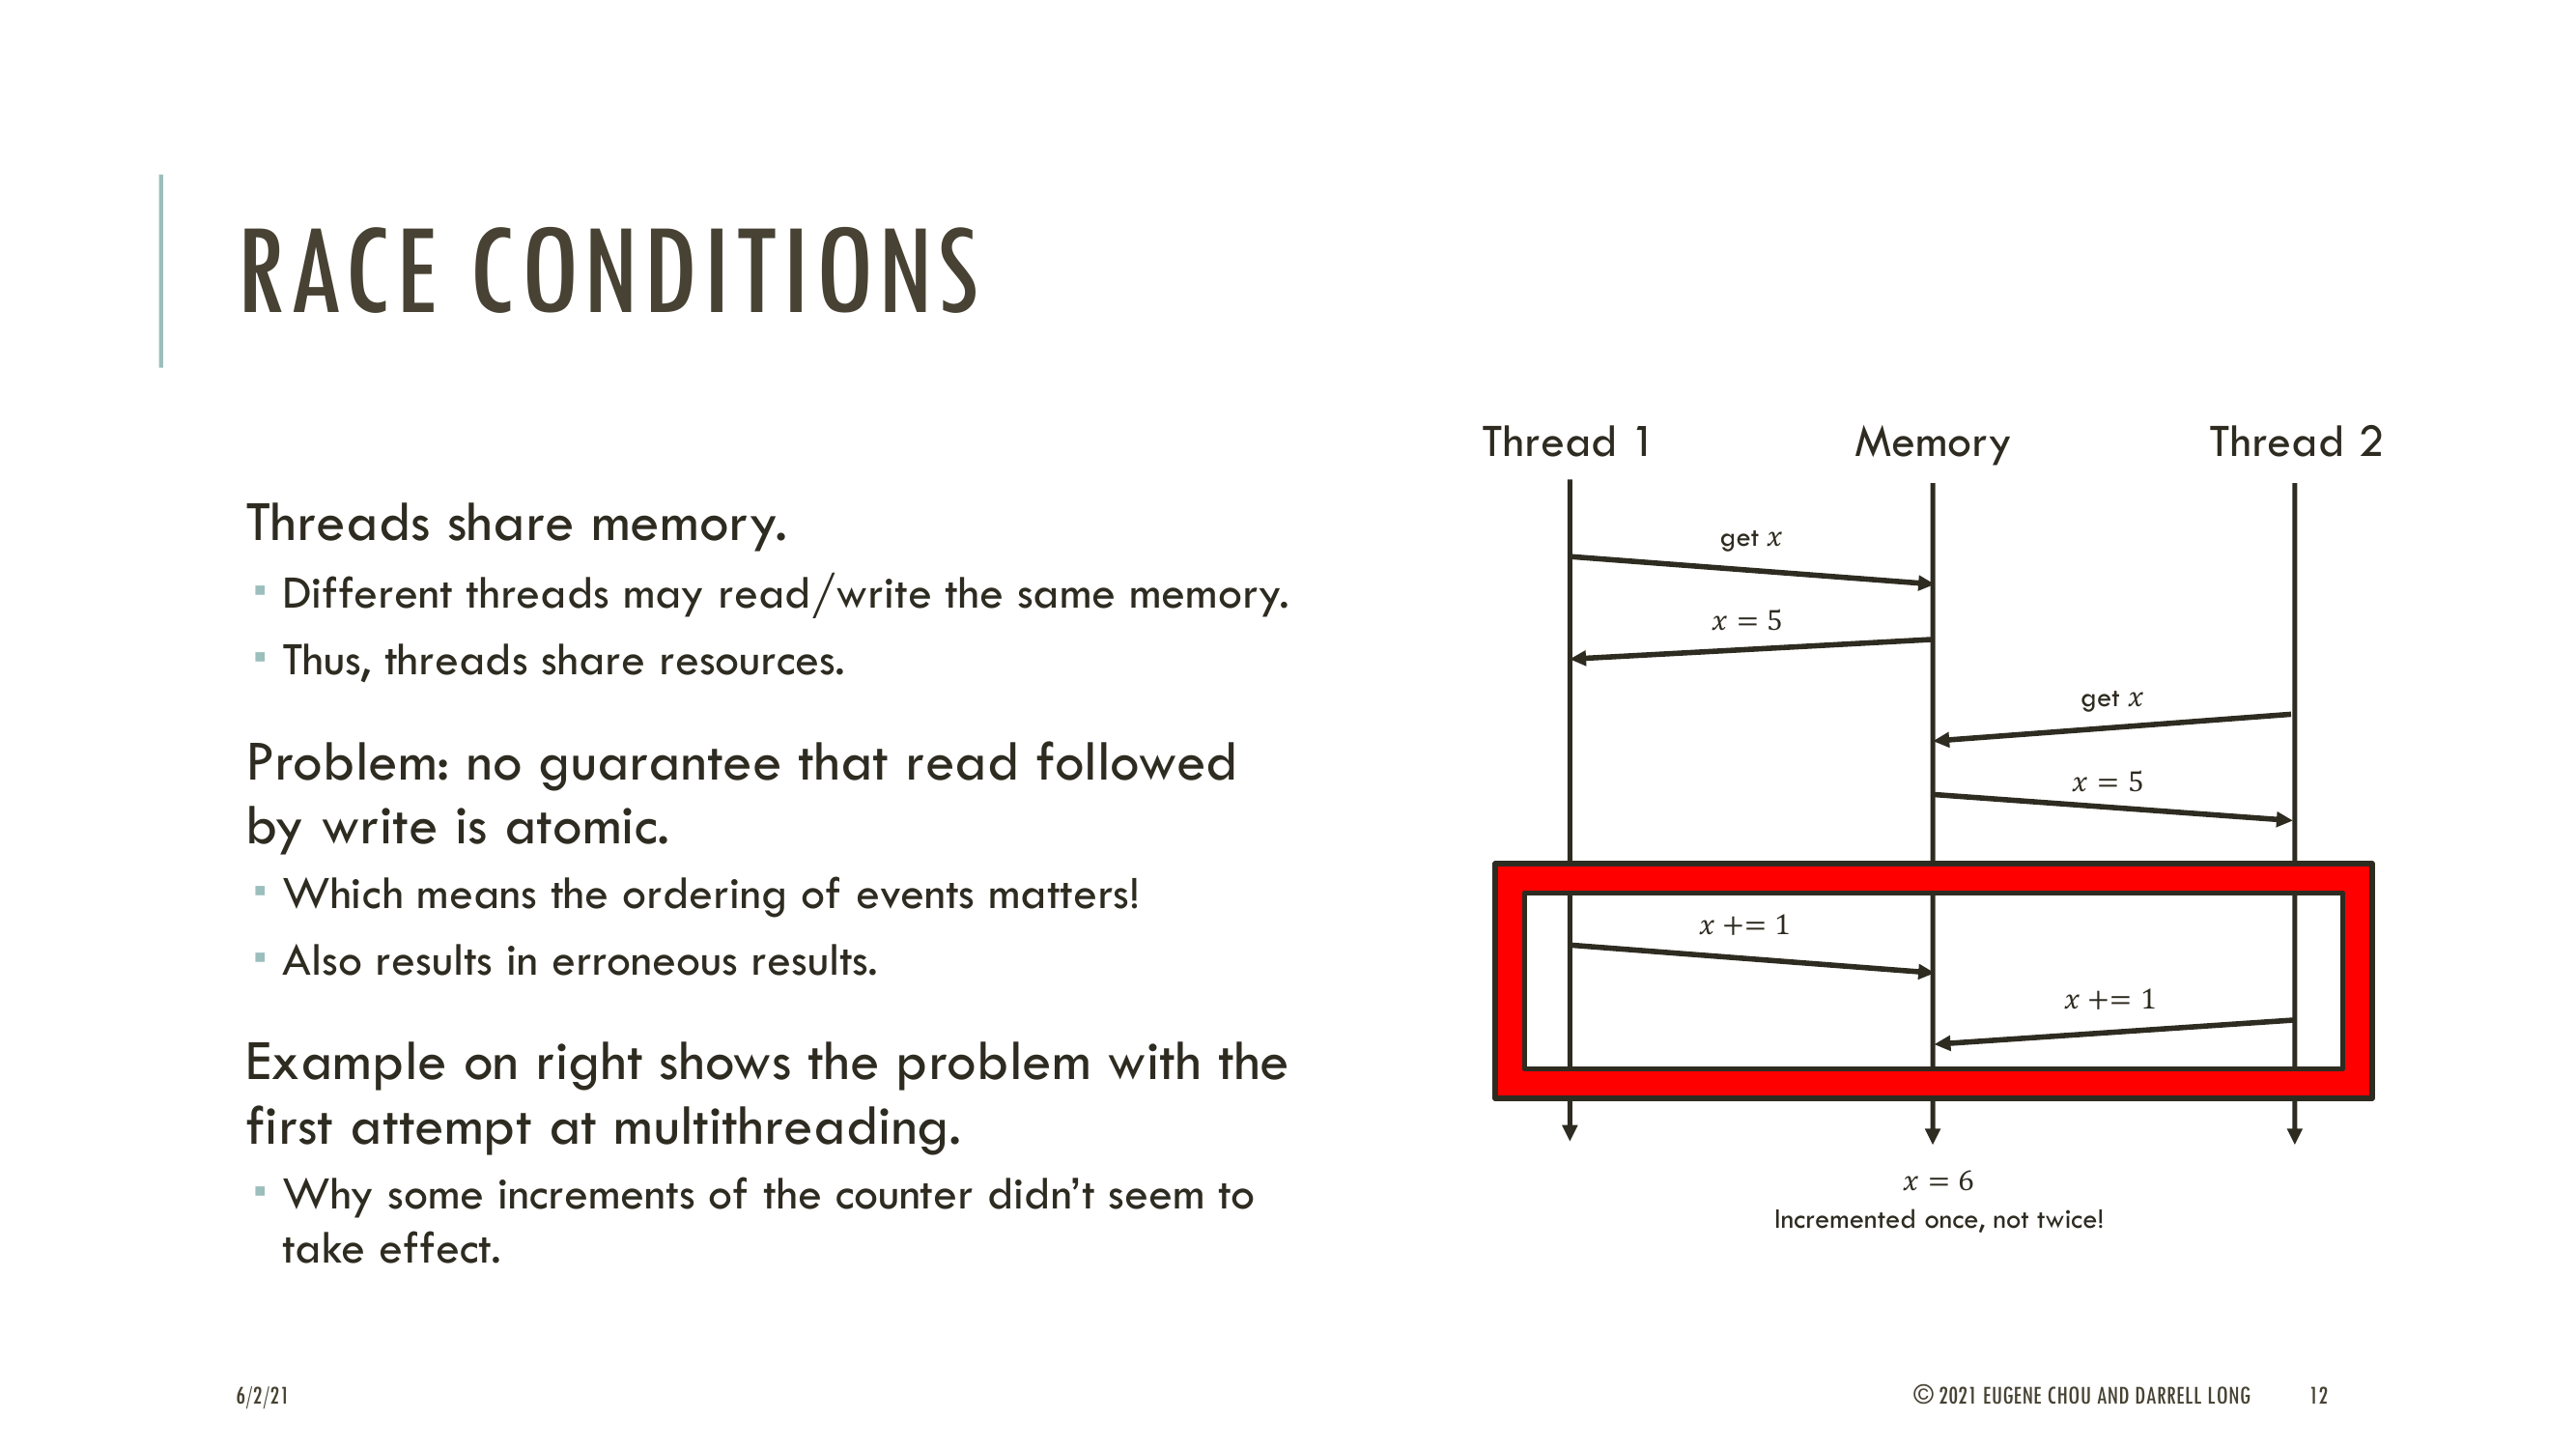 RACE CONDITIONS
Threads share memory.
▪ Different threads may read/write the same memory.
▪ Thus, threads share resources.
Problem: no guarantee that read followed
by write is atomic.
▪ Which means the ordering of events matters!
▪ Also results in erroneous results.
Example on right shows the problem with the
first attempt at multithreading.
▪ Why some increments of the counter didn’t seem to
take effect.
Thread 1 Memory Thread 2
get x
x = 5
get x
x = 5
x += 1
x += 1
x = 6
Incremented once, not twice!
6/2/21 © 2021 EUGENE CHOU AND DARRELL LONG 12